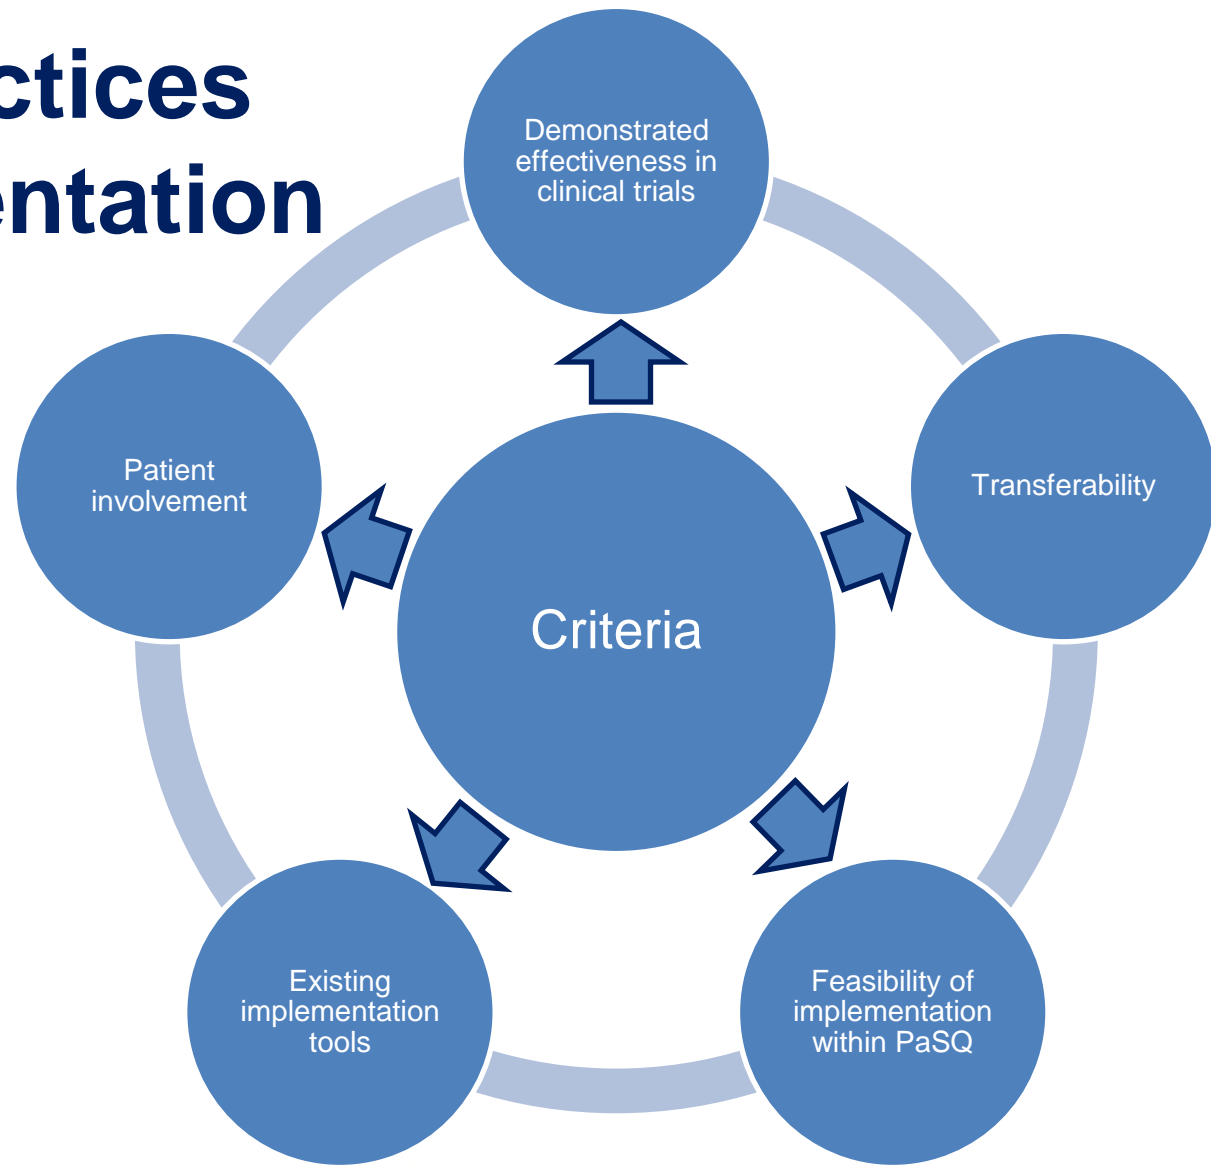 ctices
entation
Demonstrated
effectiveness in
clinical trials
Patient
involvement
Transferability
Criteria
Existing
implementation
tools
Feasibility of
implementation
within PaSQ